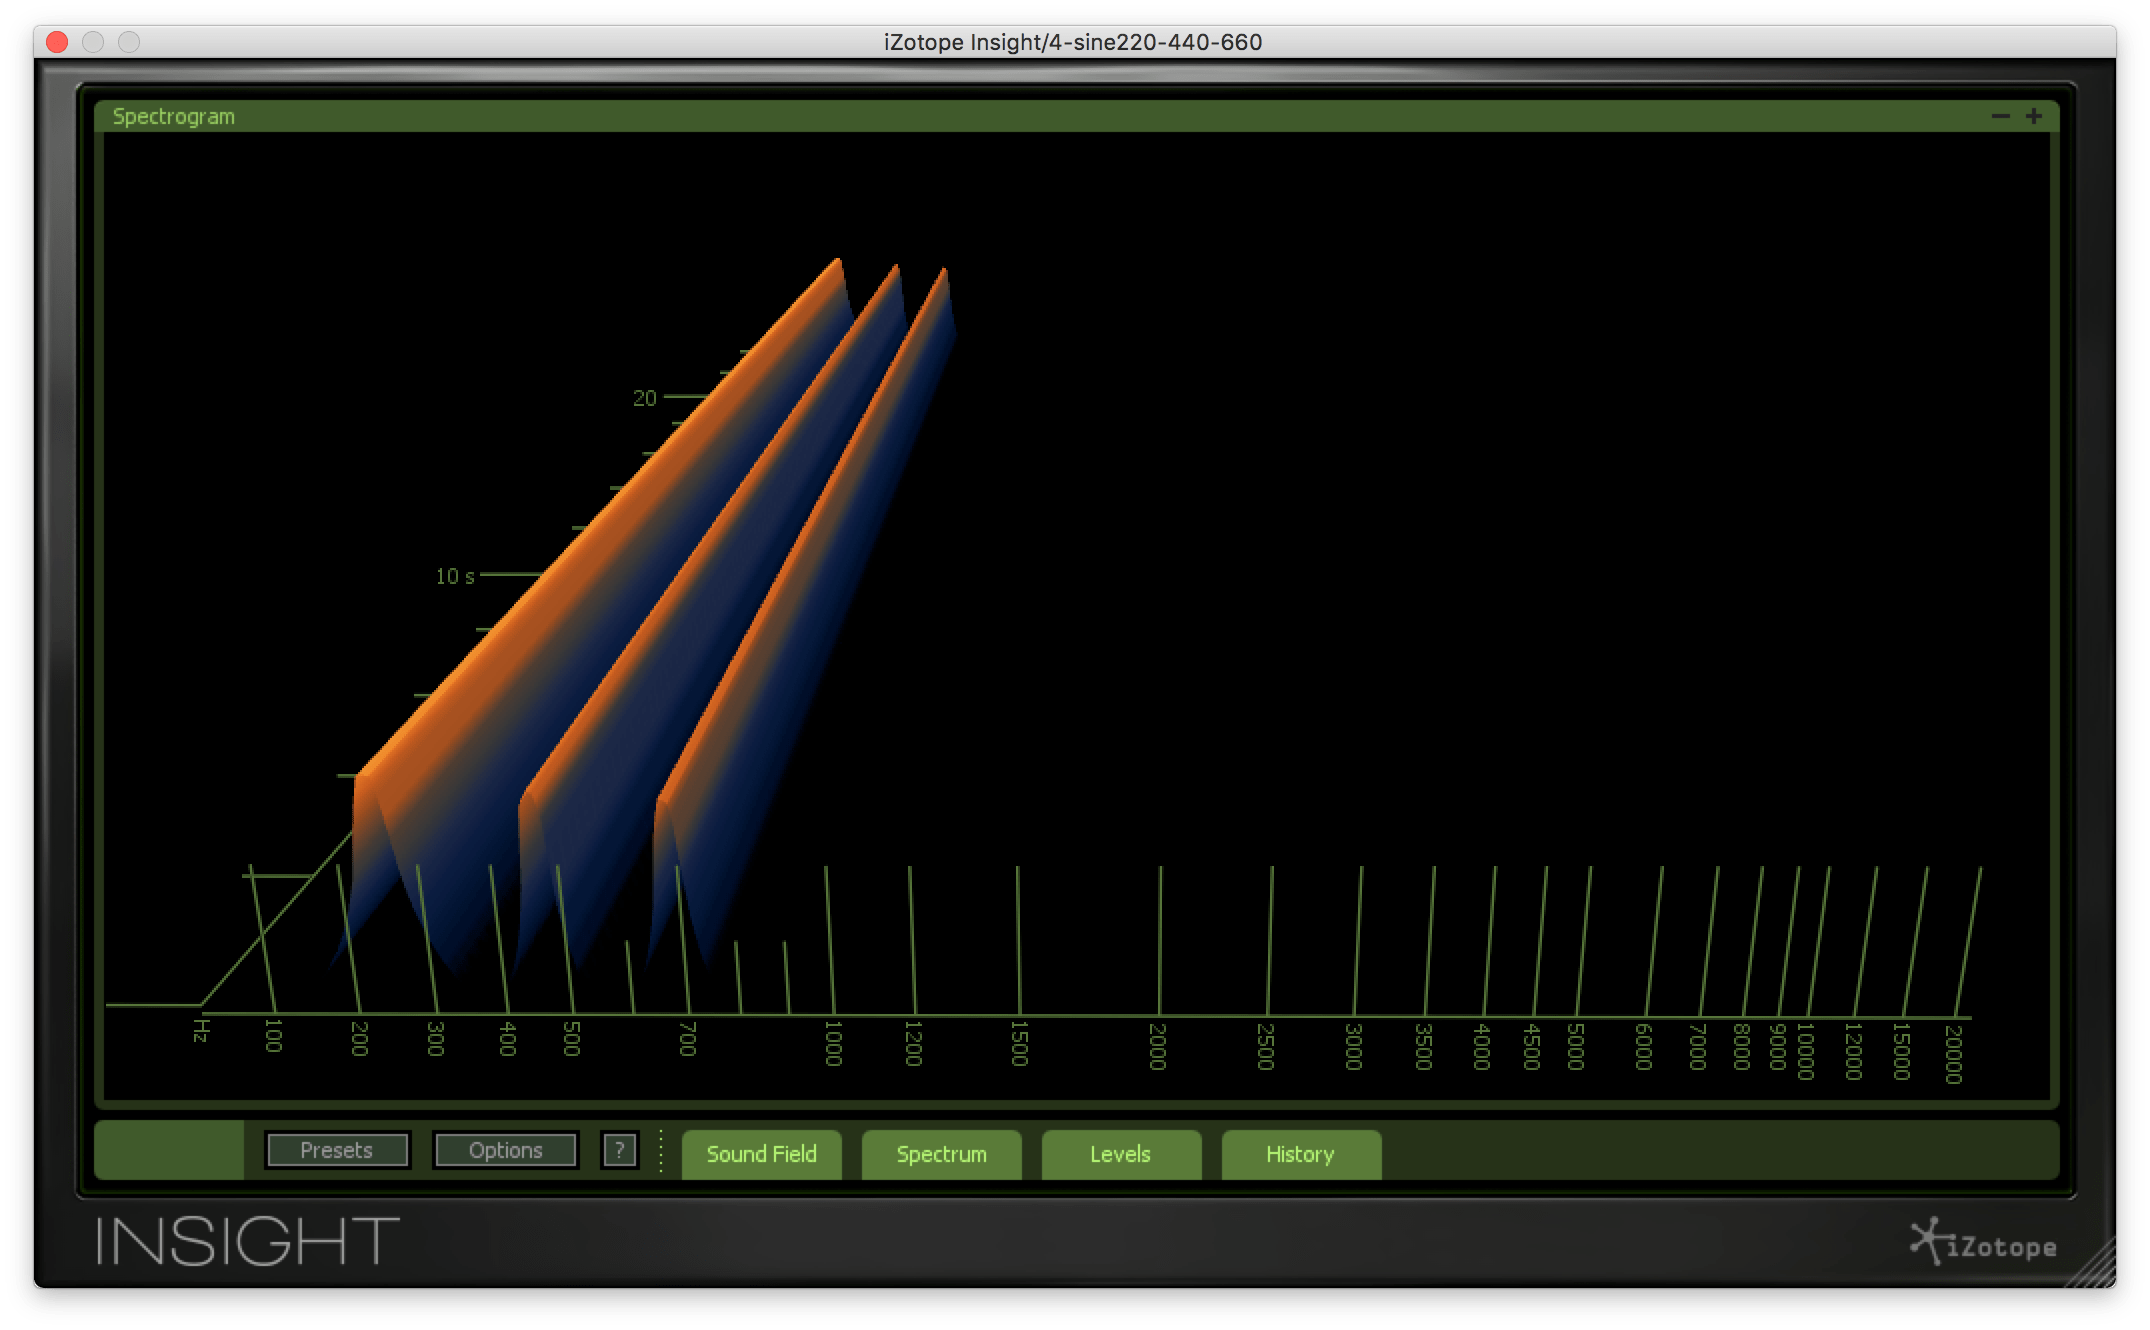 iZotope Insight/4-sine220-440-660
Spectrogram
20
10 s
Hz 100 200 300 400 500 700 1000 1200 1500 2000 2500 3000 3500 4000 4500 5000 6000 7000 8000 9000 10000 12000 15000 20000
Presets Options ? Sound Field Spectrum Levels History
INSIGHT iZotope